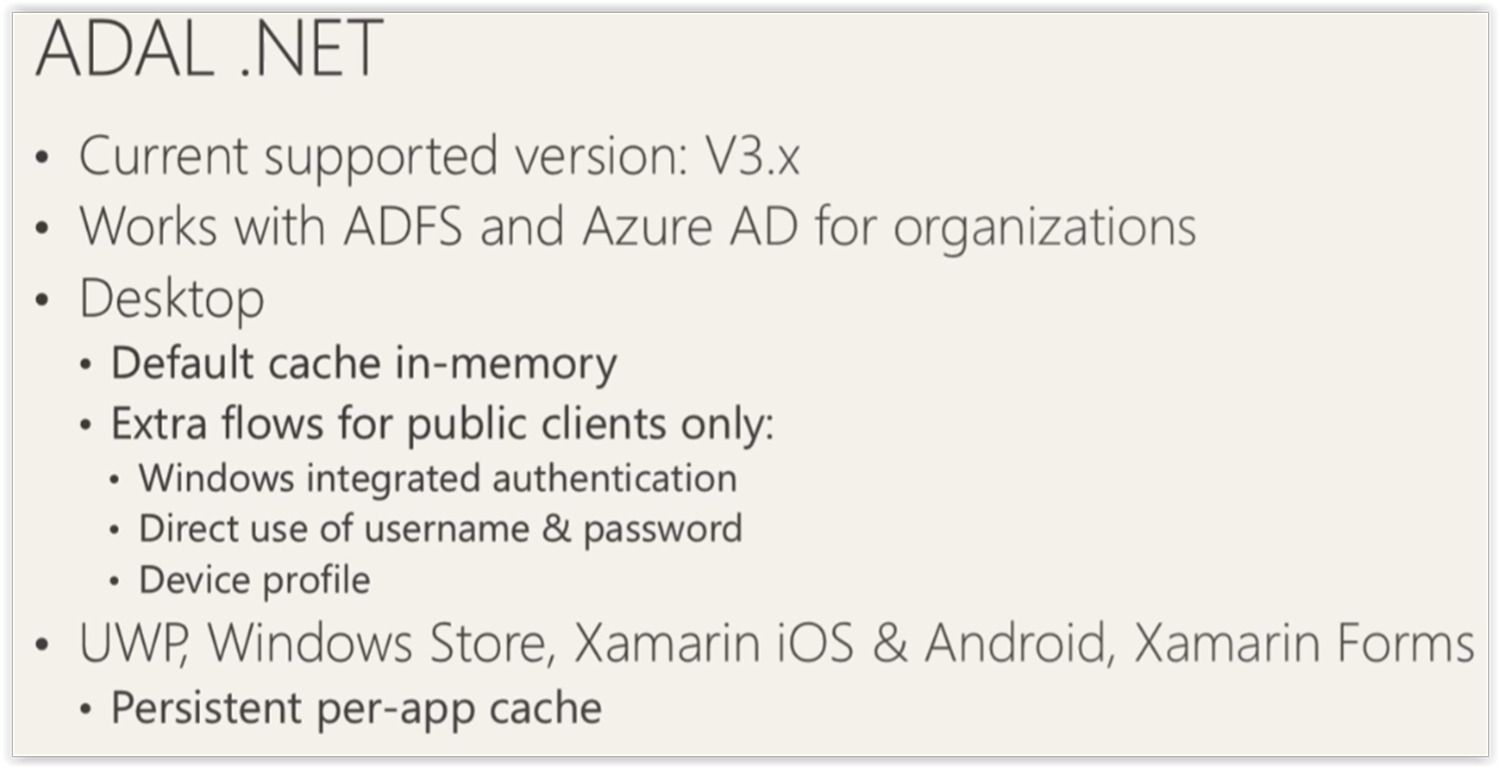 ADAL .NET
• Current supported version: V3.x
• Works with ADFS and Azure AD for organizations
• Desktop
• Default cache in-memory
• Extra flows for public clients only:
• Windows integrated authentication
• Direct use of username & password
• Device profile
• UWP, Windows Store, Xamarin iOS & Android, Xamarin Forms
• Persistent per-app cache